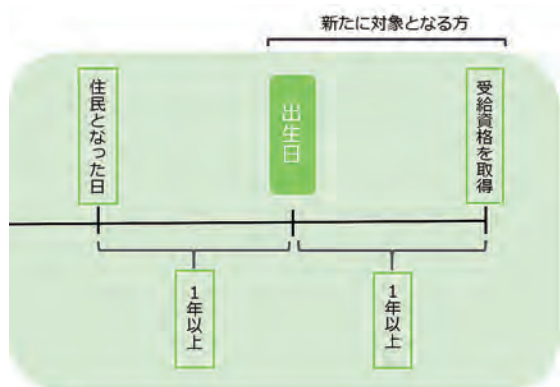 新たに対象となる方
住民となった日
出生日
受給資格を取得
1年以上
1年以上